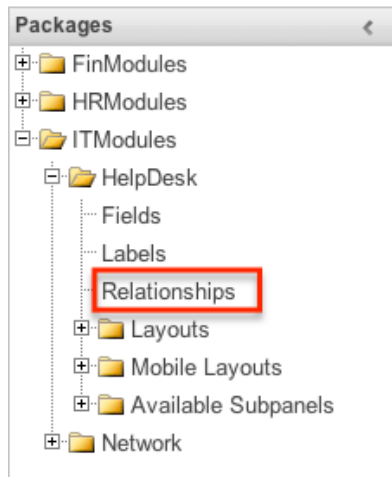 Packages
FinModules
HRModules
ITModules
HelpDesk
Fields
Labels
Relationships
Layouts
Mobile Layouts
Available Subpanels
Network